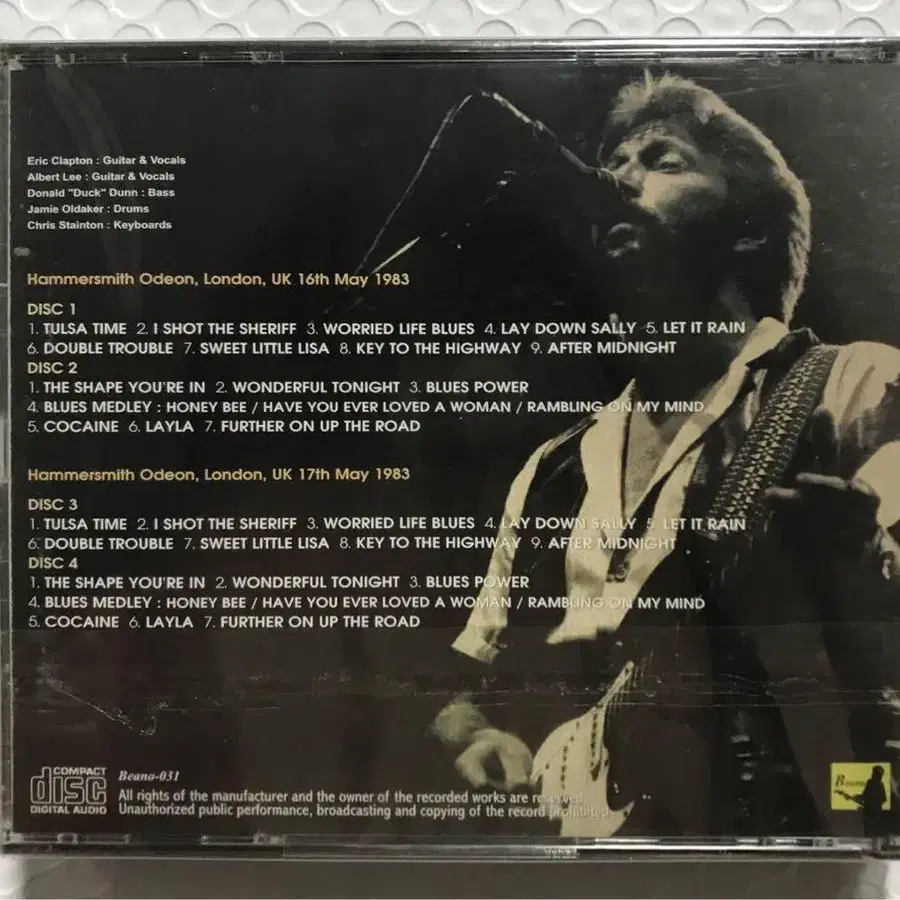 Eric Clapton : Guitar & Vocals
Albert Lee : Guitar & Vocals
Donald "Duck" Dunn : Bass
Jamie Oldaker : Drums
Chris Stainton : Keyboards
Hammersmith Odeon, London, UK 16th May 1983
DISC 1
1. TULSA TIME 2. I SHOT THE SHERIFF 3. WORRIED LIFE BLUES 4. LAY DOWN SALLY 5. LET IT RAIN
6. DOUBLE TROUBLE 7. SWEET LITTLE LISA 8. KEY TO THE HIGHWAY 9. AFTER MIDNIGHT
DISC 2
1. THE SHAPE YOU'RE IN 2. WONDERFUL TONIGHT 3. BLUES POWER
4. BLUES MEDLEY : HONEY BEE / HAVE YOU EVER LOVED A WOMAN / RAMBLING ON MY MIND
5. COCAINE 6. LAYLA 7. FURTHER ON UP THE ROAD
Hammersmith Odeon, London, UK 17th May 1983
DISC 3
1. TULSA TIME 2. I SHOT THE SHERIFF 3. WORRIED LIFE BLUES 4. LAY DOWN SALLY 5. LET IT RAIN
6. DOUBLE TROUBLE 7. SWEET LITTLE LISA 8. KEY TO THE HIGHWAY 9. AFTER MIDNIGHT
DISC 4
1. THE SHAPE YOU'RE IN 2. WONDERFUL TONIGHT 3. BLUES POWER
4. BLUES MEDLEY : HONEY BEE / HAVE YOU EVER LOVED A WOMAN / RAMBLING ON MY MIND
5. COCAINE 6. LAYLA 7. FURTHER ON UP THE ROAD
COMPACT
disc
DIGITAL AUDIO
Beano-031
All rights of the manufacturer and the owner of the recorded works are reserved.
Unauthorized public performance, broadcasting and copying of the record prohibited
Beano